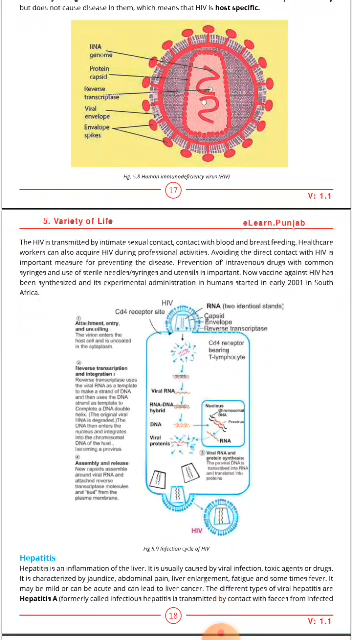 but does not cause disease in them, which means that HIV is host specific.
RNA
genome
Protein
capsid
Reverse
transcriptase
Viral
envelope
Envelope
spikes
Fig. 5.8 Human immunodeficiency virus (HIV)
17
V: 1.1
5. Variety of Life
eLearn.Punjab
The HIV is transmitted by intimate sexual contact, contact with blood and breast feeding. Healthcare
workers can also acquire HIV during professional activities. Avoiding the direct contact with HIV is
important measure for preventing the disease. Prevention of intravenous drugs with common
syringes and use of sterile needles/syringes and utensils is important. Now vaccine against HIV has
been synthesized and its experimental administration in humans started in early 2001 in South
Africa.
HIV
Cd4 receptor site
RNA (two identical stands)
Capsid
Envelope
Reverse transcriptase
①
Attachment, entry,
and uncoating
The virion enters the
host cell and is uncoated
in the cytoplasm.
Cd4 receptor
bearing
T-lymphocyte
②
Reverse transcription
and integration :
Reverse transcriptase uses
the viral RNA as a template
to make a strand of DNA
and then uses the DNA
strand as template to
Complete a DNA double
helix. (The original viral
RNA is degraded.)The
DNA then enters the
nucleus and integrates
into the chromosomal
DNA of the host ,
becoming a provirus.
Viral RNA
RNA-DNA
hybrid
DNA
Viral
proteins
Nucleus
Chromosomal
DNA
Provirus
RNA
③ Viral RNA and
protein synthesis:
The proviral DNA is
transcribed into RNA
and translated into
proteins
④
Assembly and release
New capsids assemble
around viral RNA and
attached reverse
transcriptase molecules
and "bud" from the
plasma membrane.
HIV
Fig 5.9 Infection cycle of HIV
Hepatitis
Hepatitis is an inflammation of the liver. It is usually caused by viral infection, toxic agents or drugs.
It is characterized by jaundice, abdominal pain, liver enlargement, fatigue and some times fever. It
may be mild or can be acute and can lead to liver cancer. The different types of viral hepatitis are
Hepatitis A (formerly called infectious hepatitis is transmitted by contact with faeces from infected
18
V: 1.1